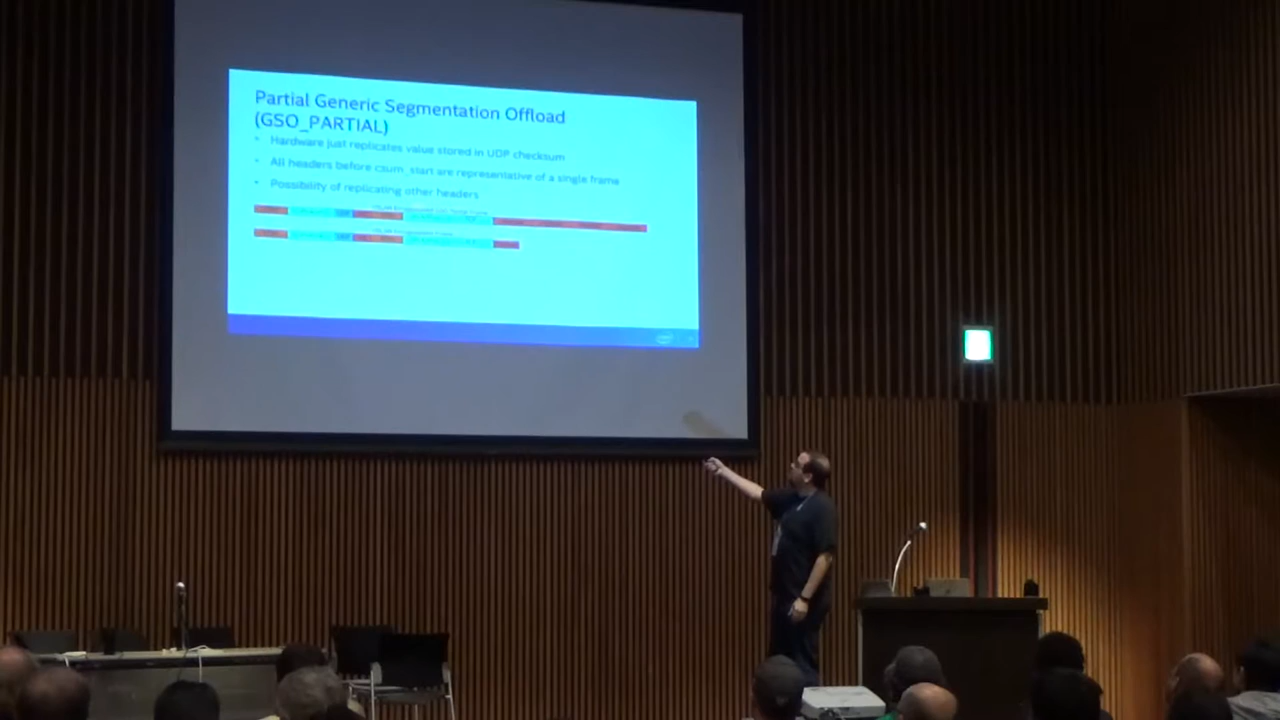 Partial Generic Segmentation Offload
(GSO_PARTIAL)
• Hardware just replicates value stored in UDP checksum
• All headers before csum_start are representative of a single frame
• Possibility of replicating other headers
intel